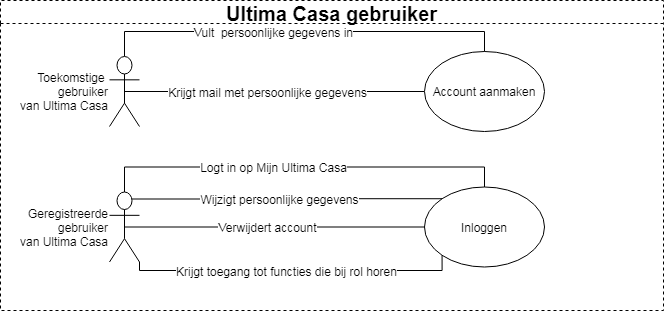 Ultima Casa gebruiker
Vult  persoonlijke gegevens in
Toekomstige
gebruiker
van Ultima Casa
Krijgt mail met persoonlijke gegevens
Account aanmaken
Logt in op Mijn Ultima Casa
Wijzigt persoonlijke gegevens
Geregistreerde
gebruiker
van Ultima Casa
Verwijdert account
Inloggen
Krijgt toegang tot functies die bij rol horen